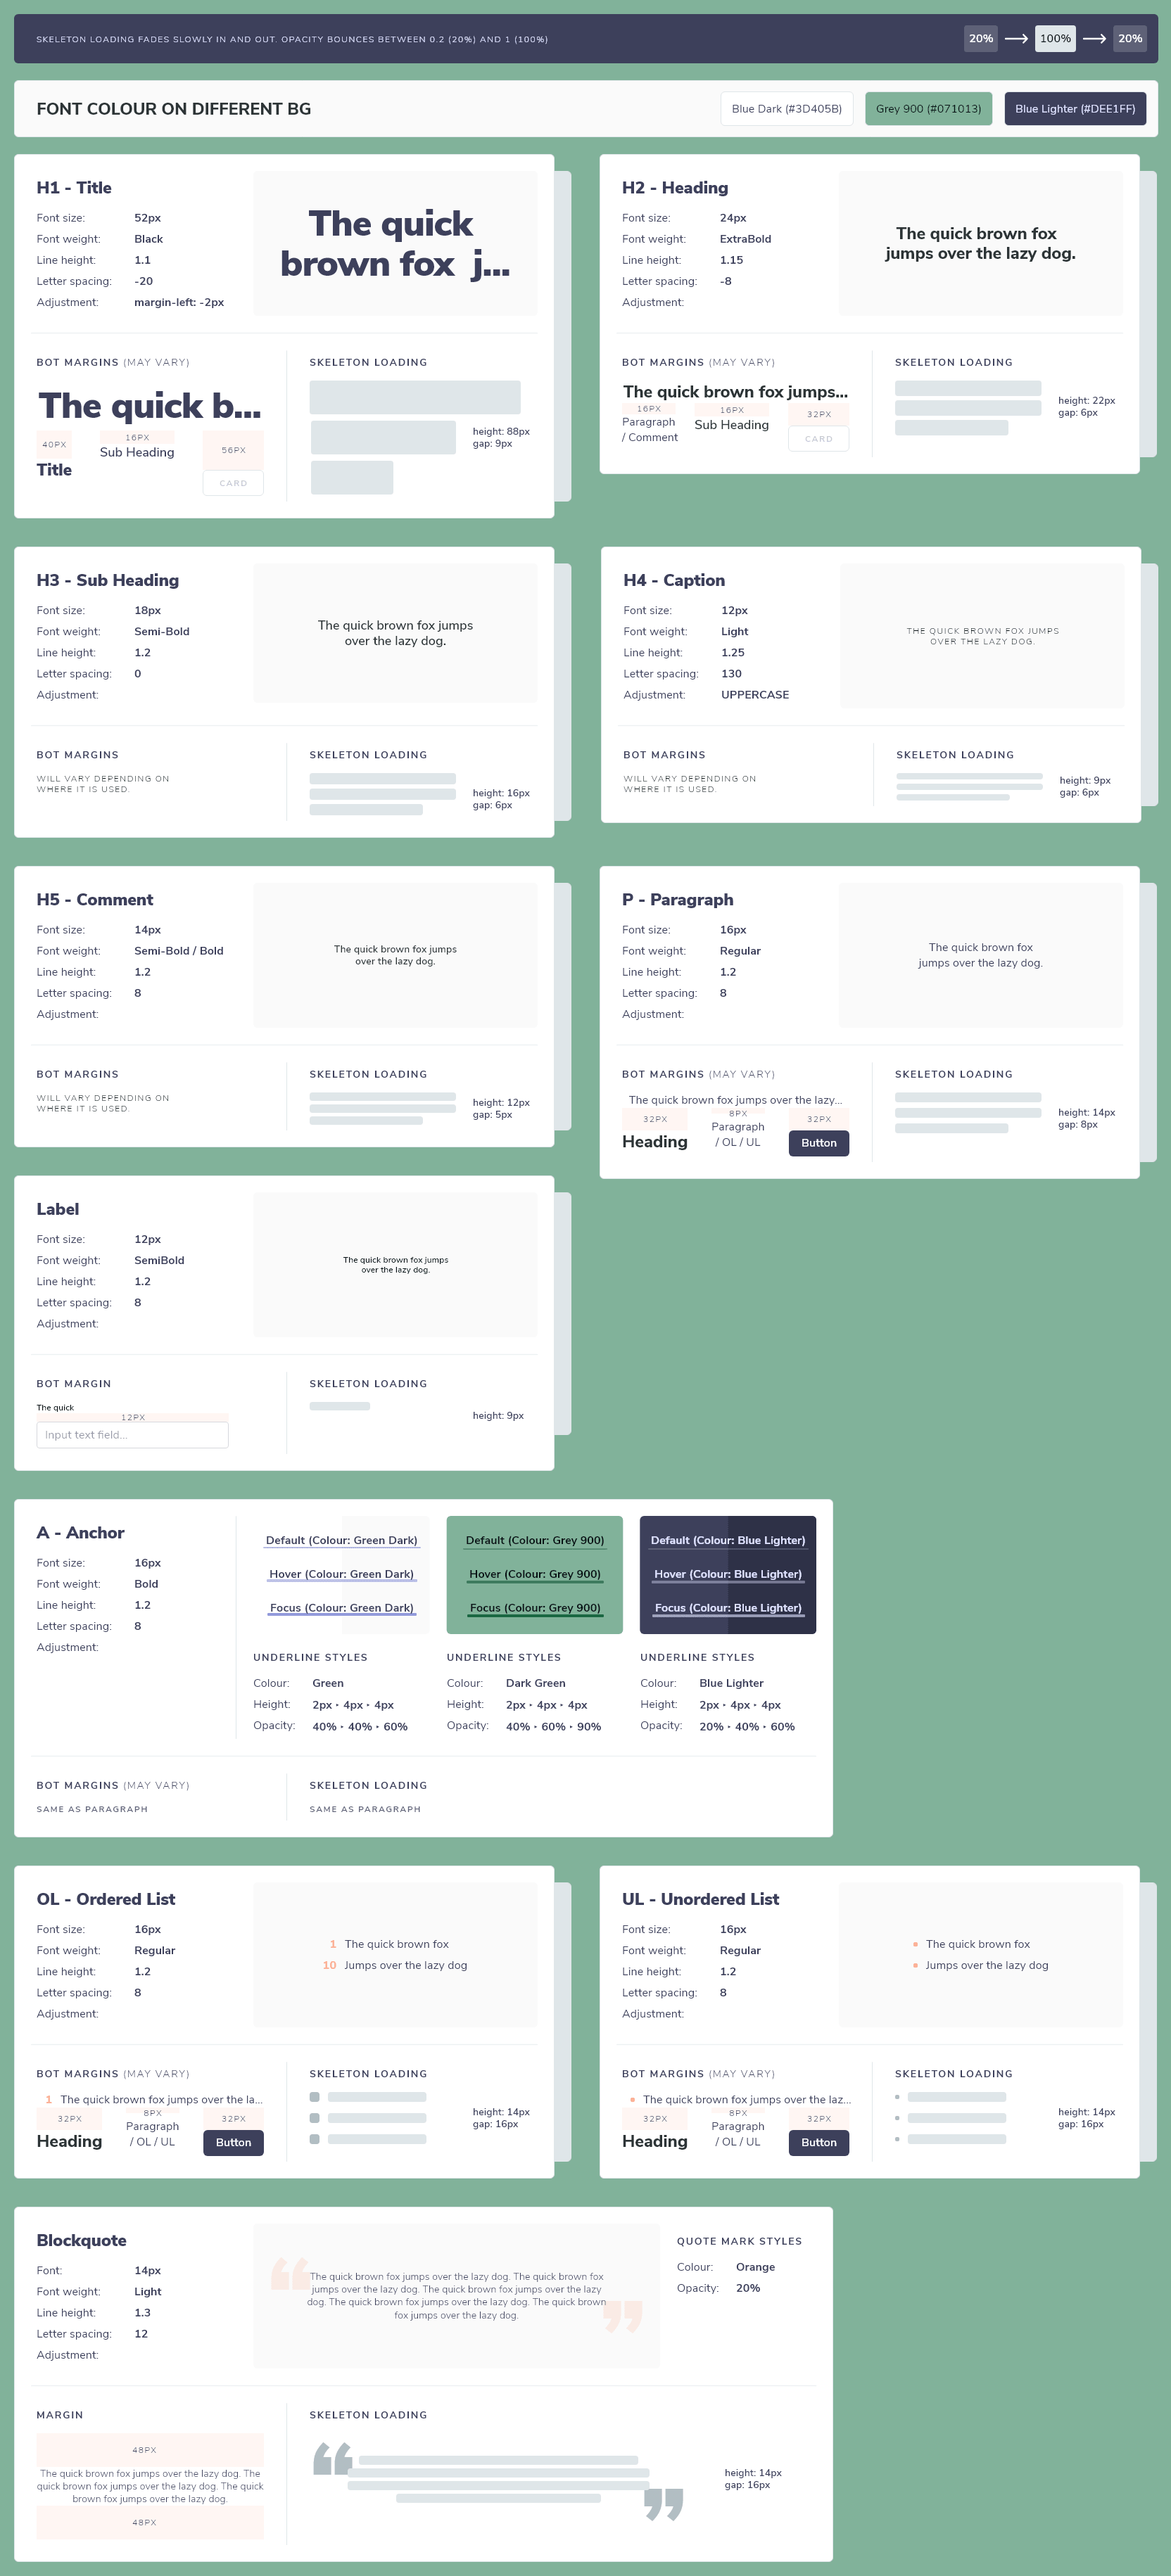 SKELETON LOADING FADES SLOWLY IN AND OUT. OPACITY BOUNCES BETWEEN 0.2 (20%) AND 1 (100%)
20% 100% 20%
FONT COLOUR ON DIFFERENT BG
Blue Dark (#3D405B) Grey 900 (#071013) Blue Lighter (#DEE1FF)
H1 - Title
Font size: 52px
Font weight: Black
Line height: 1.1
Letter spacing: -20
Adjustment: margin-left: -2px
The quick
brown fox j...
BOT MARGINS (MAY VARY)
The quick b...
40PX 16PX 56PX
Title Sub Heading CARD
SKELETON LOADING
height: 88px
gap: 9px
H2 - Heading
Font size: 24px
Font weight: ExtraBold
Line height: 1.15
Letter spacing: -8
Adjustment:
The quick brown fox
jumps over the lazy dog.
BOT MARGINS (MAY VARY)
The quick brown fox jumps...
16PX 16PX 32PX
Paragraph
/ Comment
Sub Heading
CARD
SKELETON LOADING
height: 22px
gap: 6px
H3 - Sub Heading
Font size: 18px
Font weight: Semi-Bold
Line height: 1.2
Letter spacing: 0
Adjustment:
The quick brown fox jumps
over the lazy dog.
BOT MARGINS
WILL VARY DEPENDING ON
WHERE IT IS USED.
SKELETON LOADING
height: 16px
gap: 6px
H4 - Caption
Font size: 12px
Font weight: Light
Line height: 1.25
Letter spacing: 130
Adjustment: UPPERCASE
THE QUICK BROWN FOX JUMPS
OVER THE LAZY DOG.
BOT MARGINS
WILL VARY DEPENDING ON
WHERE IT IS USED.
SKELETON LOADING
height: 9px
gap: 6px
H5 - Comment
Font size: 14px
Font weight: Semi-Bold / Bold
Line height: 1.2
Letter spacing: 8
Adjustment:
The quick brown fox jumps
over the lazy dog.
BOT MARGINS
WILL VARY DEPENDING ON
WHERE IT IS USED.
SKELETON LOADING
height: 12px
gap: 5px
P - Paragraph
Font size: 16px
Font weight: Regular
Line height: 1.2
Letter spacing: 8
Adjustment:
The quick brown fox
jumps over the lazy dog.
BOT MARGINS (MAY VARY)
The quick brown fox jumps over the lazy...
32PX 8PX 32PX
Heading
Paragraph
/ OL / UL
Button
SKELETON LOADING
height: 14px
gap: 8px
Label
Font size: 12px
Font weight: SemiBold
Line height: 1.2
Letter spacing: 8
Adjustment:
The quick brown fox jumps
over the lazy dog.
BOT MARGIN
The quick
12PX
Input text field...
SKELETON LOADING
height: 9px
A - Anchor
Font size: 16px
Font weight: Bold
Line height: 1.2
Letter spacing: 8
Adjustment:
Default (Colour: Green Dark)
Hover (Colour: Green Dark)
Focus (Colour: Green Dark)
UNDERLINE STYLES
Colour: Green
Height: 2px · 4px · 4px
Opacity: 40% · 40% · 60%
Default (Colour: Grey 900)
Hover (Colour: Grey 900)
Focus (Colour: Grey 900)
UNDERLINE STYLES
Colour: Dark Green
Height: 2px · 4px · 4px
Opacity: 40% · 60% · 90%
Default (Colour: Blue Lighter)
Hover (Colour: Blue Lighter)
Focus (Colour: Blue Lighter)
UNDERLINE STYLES
Colour: Blue Lighter
Height: 2px · 4px · 4px
Opacity: 20% · 40% · 60%
BOT MARGINS (MAY VARY)
SAME AS PARAGRAPH
SKELETON LOADING
SAME AS PARAGRAPH
OL - Ordered List
Font size: 16px
Font weight: Regular
Line height: 1.2
Letter spacing: 8
Adjustment:
1 The quick brown fox
10 Jumps over the lazy dog
BOT MARGINS (MAY VARY)
1 The quick brown fox jumps over the la...
32PX 8PX 32PX
Heading
Paragraph
/ OL / UL
Button
SKELETON LOADING
height: 14px
gap: 16px
UL - Unordered List
Font size: 16px
Font weight: Regular
Line height: 1.2
Letter spacing: 8
Adjustment:
The quick brown fox
Jumps over the lazy dog
BOT MARGINS (MAY VARY)
The quick brown fox jumps over the laz...
32PX 8PX 32PX
Heading
Paragraph
/ OL / UL
Button
SKELETON LOADING
height: 14px
gap: 16px
Blockquote
Font: 14px
Font weight: Light
Line height: 1.3
Letter spacing: 12
Adjustment:
“
The quick brown fox jumps over the lazy dog. The quick brown fox
jumps over the lazy dog. The quick brown fox jumps over the lazy
dog. The quick brown fox jumps over the lazy dog. The quick brown
fox jumps over the lazy dog.
”
QUOTE MARK STYLES
Colour: Orange
Opacity: 20%
MARGIN
48PX
The quick brown fox jumps over the lazy dog. The
quick brown fox jumps over the lazy dog. The quick
brown fox jumps over the lazy dog.
48PX
SKELETON LOADING
“
”
height: 14px
gap: 16px